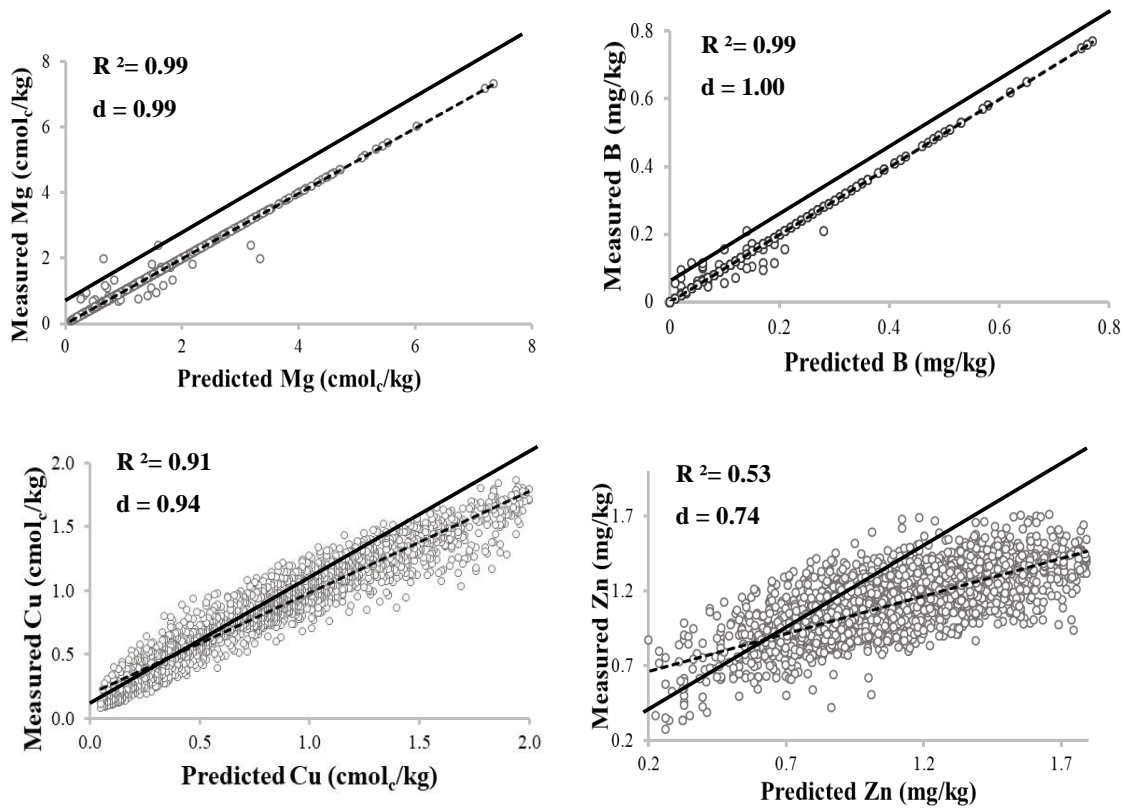 R ²= 0.99
d = 0.99
Measured Mg (cmolc/kg)
8
6
4
2
0
0 2 4 6 8
Predicted Mg (cmolc/kg)
R ²= 0.99
d = 1.00
Measured B (mg/kg)
0.8
0.6
0.4
0.2
0
0 0.2 0.4 0.6 0.8
Predicted B (mg/kg)
R ²= 0.91
d = 0.94
Measured Cu (cmolc/kg)
2.0
1.5
1.0
0.5
0.0
0.0 0.5 1.0 1.5 2.0
Predicted Cu (cmolc/kg)
R ²= 0.53
d = 0.74
Measured Zn (mg/kg)
1.7
1.2
0.7
0.2
0.2 0.7 1.2 1.7
Predicted Zn (mg/kg)